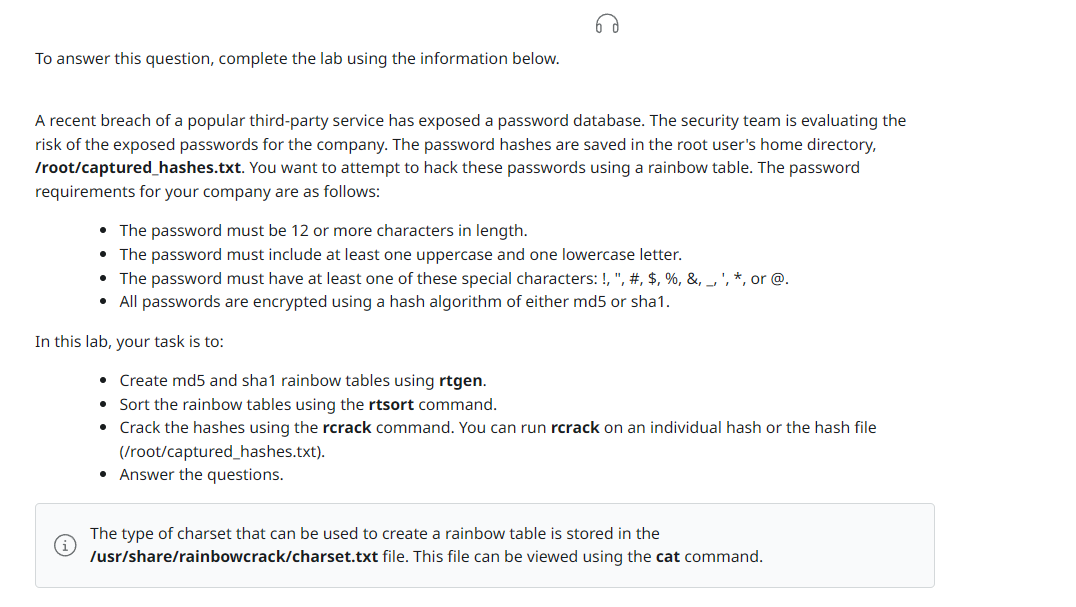 To answer this question, complete the lab using the information below.
A recent breach of a popular third-party service has exposed a password database. The security team is evaluating the
risk of the exposed passwords for the company. The password hashes are saved in the root user's home directory,
/root/captured_hashes.txt. You want to attempt to hack these passwords using a rainbow table. The password
requirements for your company are as follows:
• The password must be 12 or more characters in length.
• The password must include at least one uppercase and one lowercase letter.
• The password must have at least one of these special characters: !, ", #, $, %, &, _, ', *, or @.
• All passwords are encrypted using a hash algorithm of either md5 or sha1.
In this lab, your task is to:
• Create md5 and sha1 rainbow tables using rtgen.
• Sort the rainbow tables using the rtsort command.
• Crack the hashes using the rcrack command. You can run rcrack on an individual hash or the hash file
(/root/captured_hashes.txt).
• Answer the questions.
The type of charset that can be used to create a rainbow table is stored in the
/usr/share/rainbowcrack/charset.txt file. This file can be viewed using the cat command.